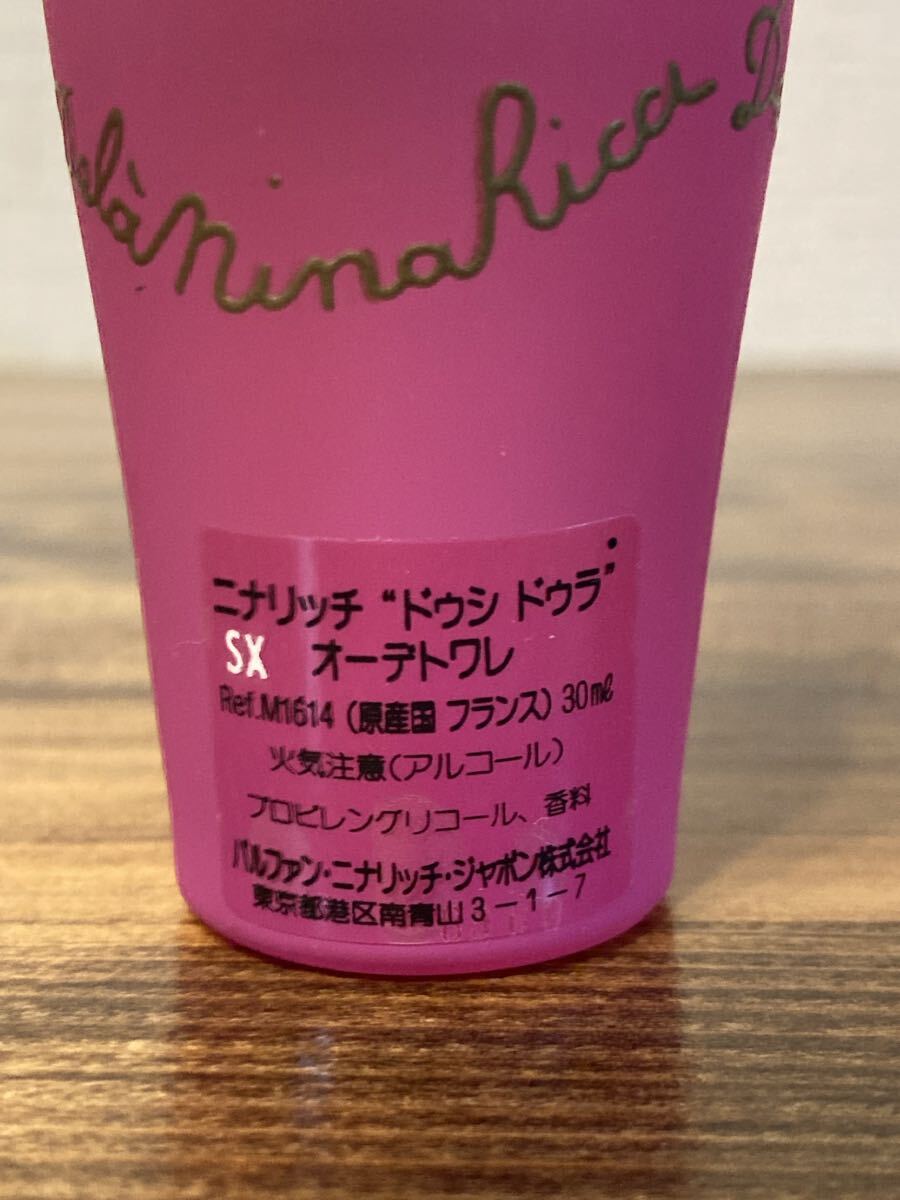 Delà Nina Ricci D
ニナリッチ “ドゥシ ドゥラ”
SX オーデトワレ
Ref.M1614 (原産国 フランス) 30mℓ
火気注意(アルコール)
プロピレングリコール、香料
パルファン・ニナリッチ・ジャポン株式会社
東京都港区南青山3-1-7